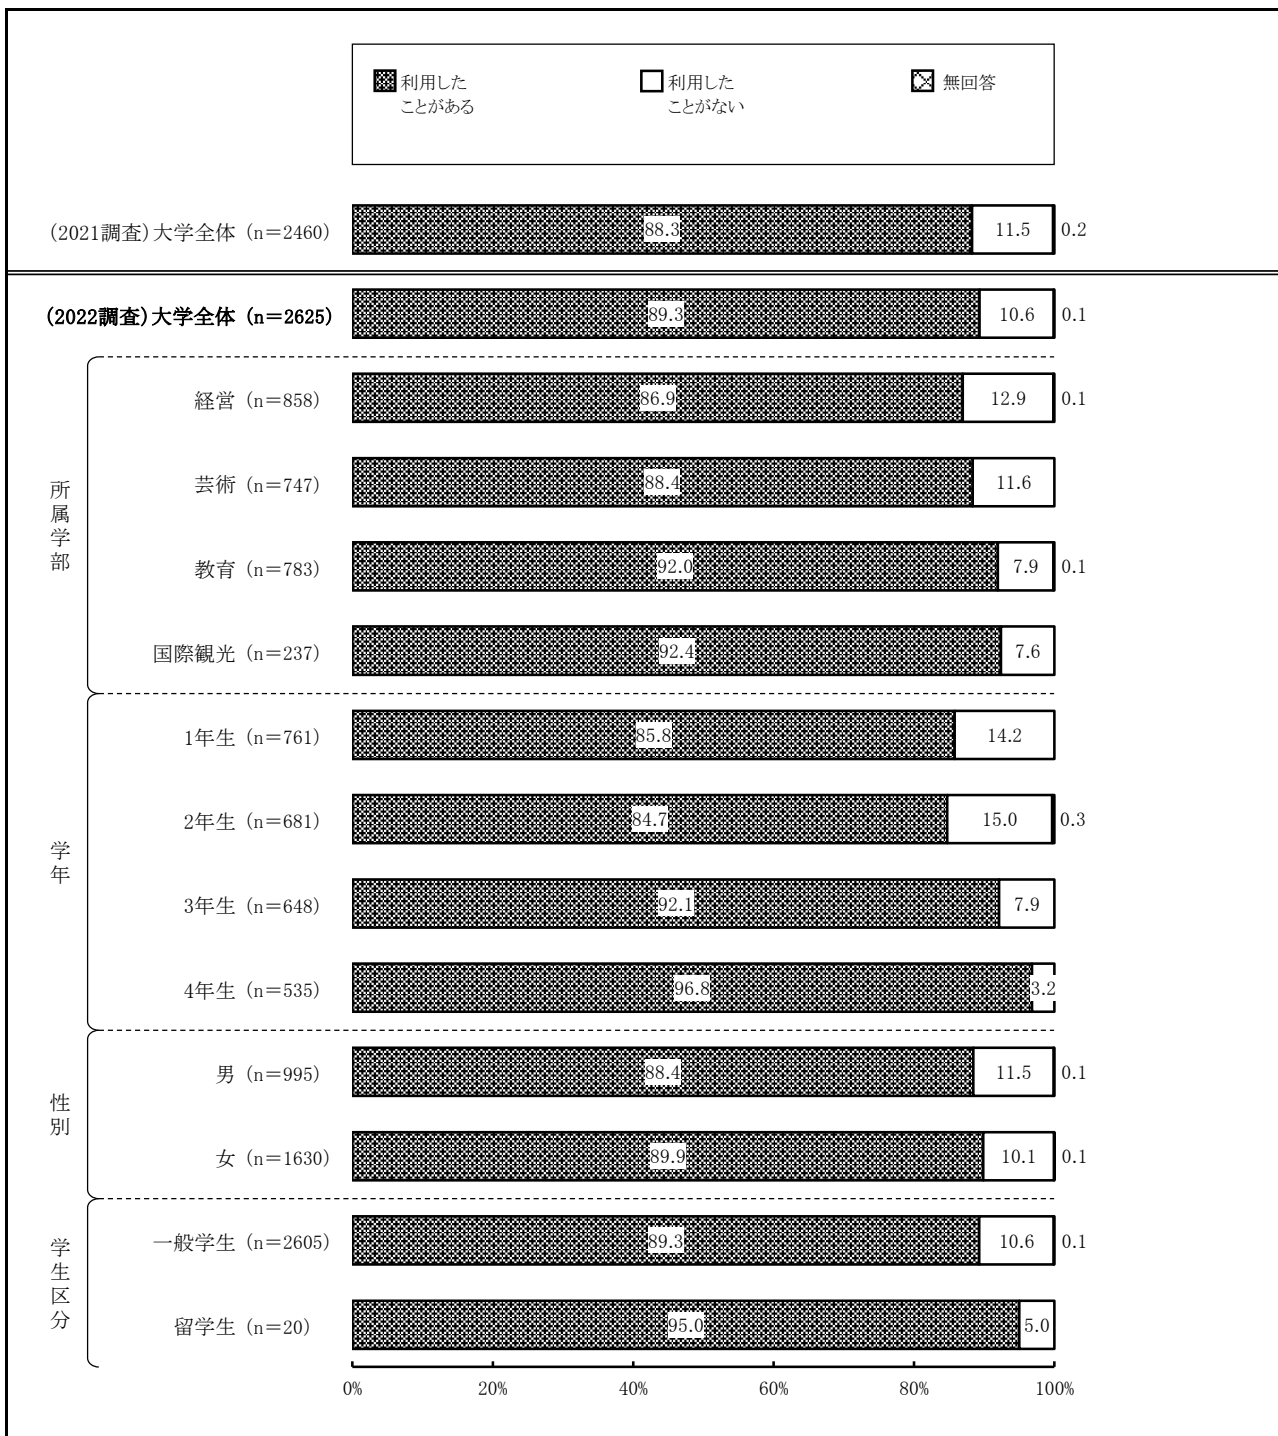 利用した
ことがある
利用した
ことがない
無回答
(2021調査)大学全体 (n=2460) 88.3 11.5 0.2
(2022調査)大学全体 (n=2625) 89.3 10.6 0.1
所属学部
経営 (n=858) 86.9 12.9 0.1
芸術 (n=747) 88.4 11.6
教育 (n=783) 92.0 7.9 0.1
国際観光 (n=237) 92.4 7.6
学年
1年生 (n=761) 85.8 14.2
2年生 (n=681) 84.7 15.0 0.3
3年生 (n=648) 92.1 7.9
4年生 (n=535) 96.8 3.2
性別
男 (n=995) 88.4 11.5 0.1
女 (n=1630) 89.9 10.1 0.1
学生区分
一般学生 (n=2605) 89.3 10.6 0.1
留学生 (n=20) 95.0 5.0
0% 20% 40% 60% 80% 100%